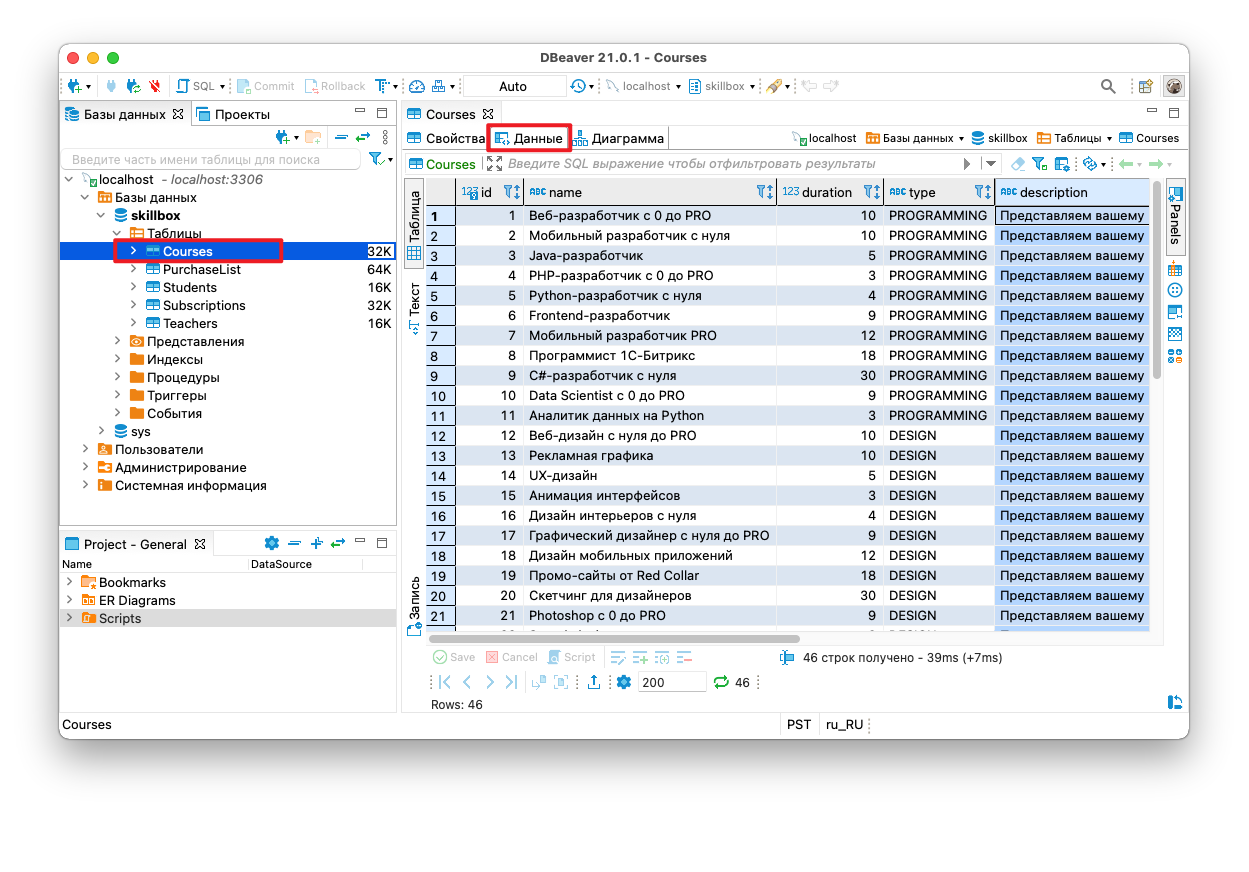 DBeaver 21.0.1 - Courses
SQL Commit Rollback Auto localhost skillbox
Базы данных Проекты
Введите часть имени таблицы для поиска
localhost - localhost:3306
Базы данных
skillbox
Таблицы
Courses 32K
PurchaseList 64K
Students 16K
Subscriptions 32K
Teachers 16K
Представления
Индексы
Процедуры
Триггеры
События
sys
Пользователи
Администрирование
Системная информация
Project - General
Name DataSource
Bookmarks
ER Diagrams
Scripts
Courses
Свойства Данные Диаграмма localhost Базы данных skillbox Таблицы Courses
Courses Введите SQL выражение чтобы отфильтровать результаты
Таблица
Текст
Запись
Panels
123 id ABC name 123 duration ABC type ABC description
1 1 Веб-разработчик с 0 до PRO 10 PROGRAMMING Представляем вашему
2 2 Мобильный разработчик с нуля 10 PROGRAMMING Представляем вашему
3 3 Java-разработчик 5 PROGRAMMING Представляем вашему
4 4 PHP-разработчик с 0 до PRO 3 PROGRAMMING Представляем вашему
5 5 Python-разработчик с нуля 4 PROGRAMMING Представляем вашему
6 6 Frontend-разработчик 9 PROGRAMMING Представляем вашему
7 7 Мобильный разработчик PRO 12 PROGRAMMING Представляем вашему
8 8 Программист 1С-Битрикс 18 PROGRAMMING Представляем вашему
9 9 C#-разработчик с нуля 30 PROGRAMMING Представляем вашему
10 10 Data Scientist с 0 до PRO 9 PROGRAMMING Представляем вашему
11 11 Аналитик данных на Python 3 PROGRAMMING Представляем вашему
12 12 Веб-дизайн с нуля до PRO 10 DESIGN Представляем вашему
13 13 Рекламная графика 10 DESIGN Представляем вашему
14 14 UX-дизайн 5 DESIGN Представляем вашему
15 15 Анимация интерфейсов 3 DESIGN Представляем вашему
16 16 Дизайн интерьеров с нуля 4 DESIGN Представляем вашему
17 17 Графический дизайнер с нуля до PRO 9 DESIGN Представляем вашему
18 18 Дизайн мобильных приложений 12 DESIGN Представляем вашему
19 19 Промо-сайты от Red Collar 18 DESIGN Представляем вашему
20 20 Скетчинг для дизайнеров 30 DESIGN Представляем вашему
21 21 Photoshop с 0 до PRO 9 DESIGN Представляем вашему
Save Cancel Script 46 строк получено - 39ms (+7ms)
200 46
Rows: 46
Courses PST ru_RU